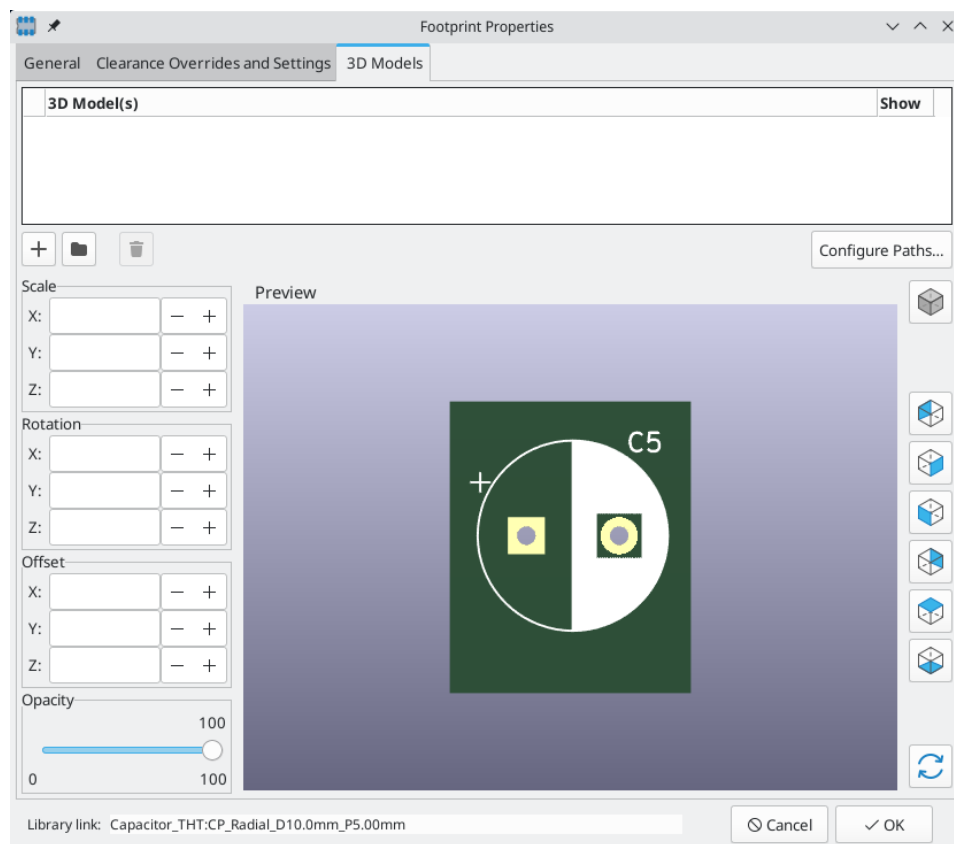 Footprint Properties
General Clearance Overrides and Settings 3D Models
3D Model(s) Show
Configure Paths...
Scale
Preview
X:
Y:
Z:
Rotation
X:
Y:
Z:
Offset
X:
Y:
Z:
Opacity
100
0 100
C5
+
Library link: Capacitor_THT:CP_Radial_D10.0mm_P5.00mm
Cancel OK